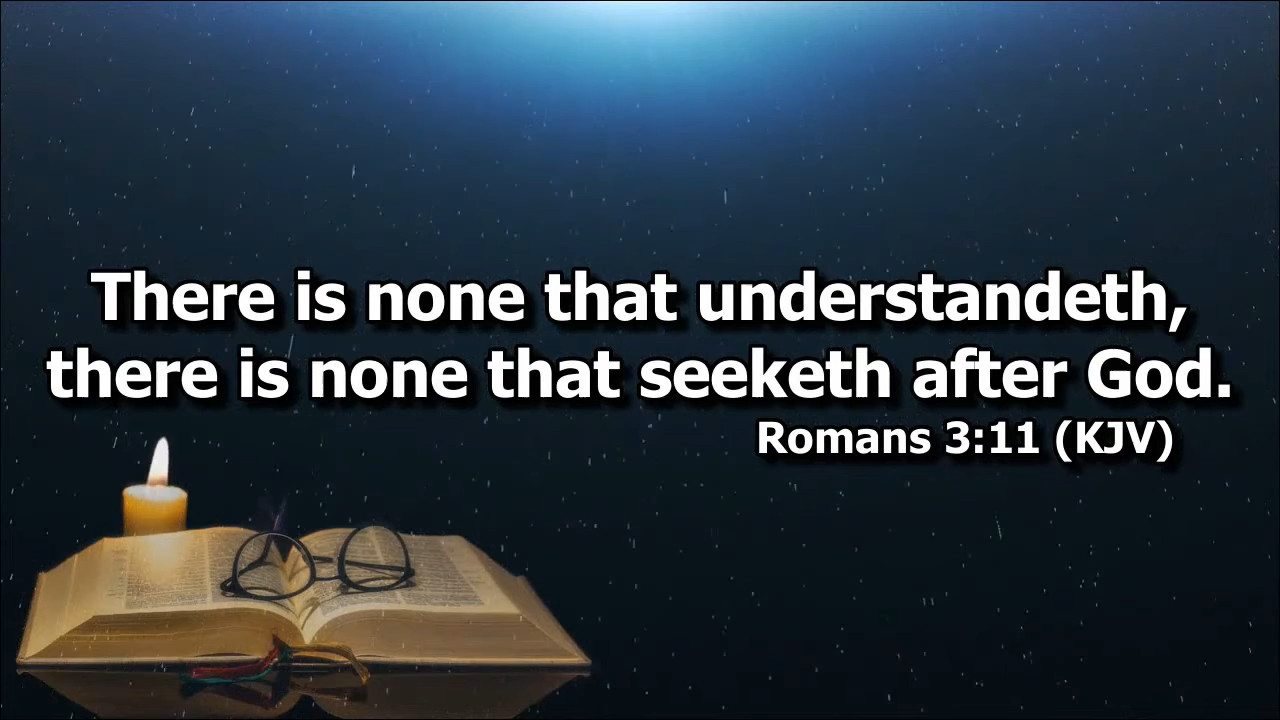 There is none that understandeth,
there is none that seeketh after God.
Romans 3:11 (KJV)